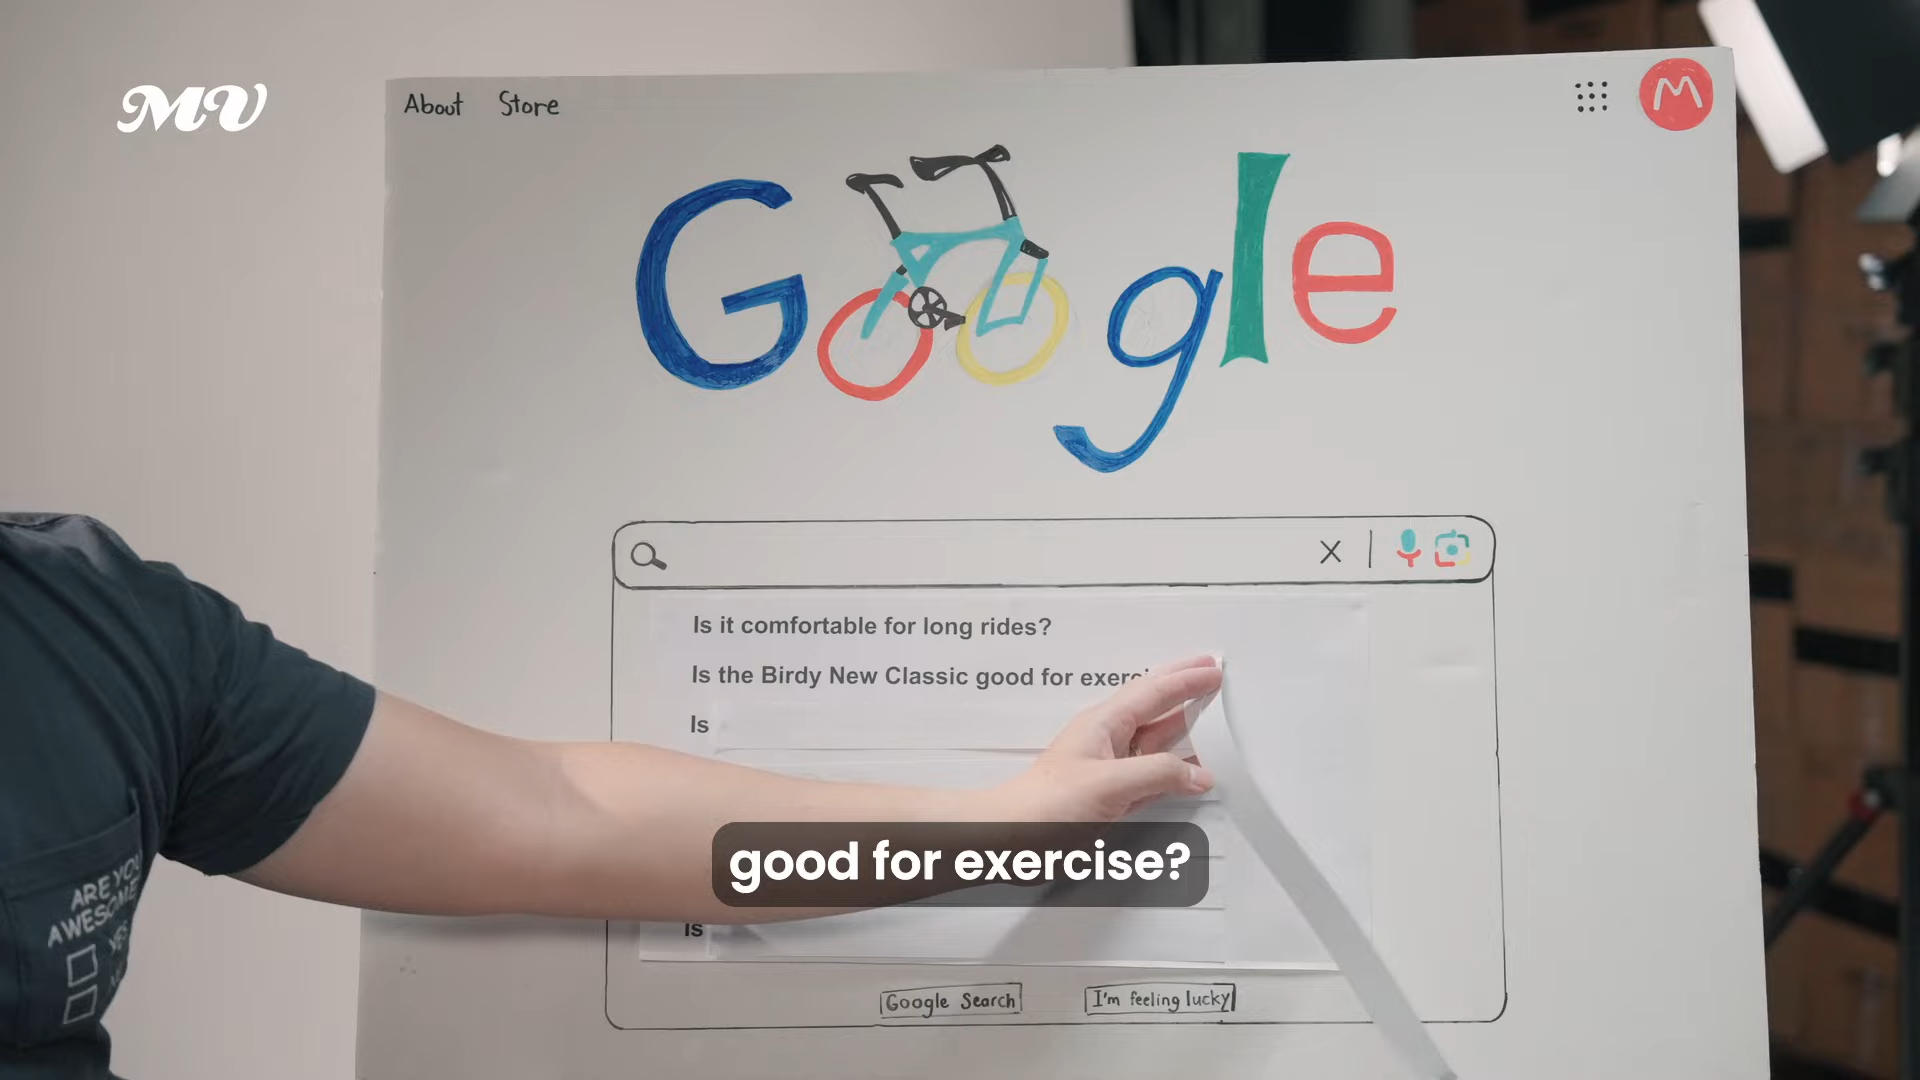 MV
About Store
M
Google
X
Is it comfortable for long rides?
Is the Birdy New Classic good for
Is
good for exercise?
Is
ARE YOU
AWESOME
YES
Google Search
I'm feeling lucky